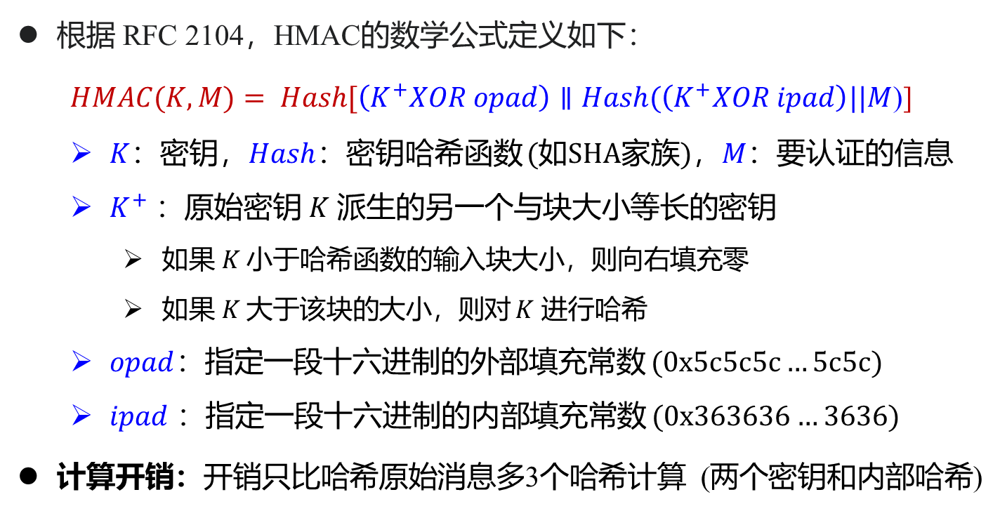 ● 根据 RFC 2104，HMAC的数学公式定义如下：
HMAC(K, M) = Hash[(K⁺XOR opad) ∥ Hash((K⁺XOR ipad)||M)]
➢ K：密钥，Hash：密钥哈希函数 (如SHA家族)，M：要认证的信息
➢ K⁺：原始密钥 K 派生的另一个与块大小等长的密钥
➢ 如果 K 小于哈希函数的输入块大小，则向右填充零
➢ 如果 K 大于该块的大小，则对 K 进行哈希
➢ opad：指定一段十六进制的外部填充常数 (0x5c5c5c … 5c5c)
➢ ipad：指定一段十六进制的内部填充常数 (0x363636 … 3636)
● 计算开销：开销只比哈希原始消息多3个哈希计算 (两个密钥和内部哈希)